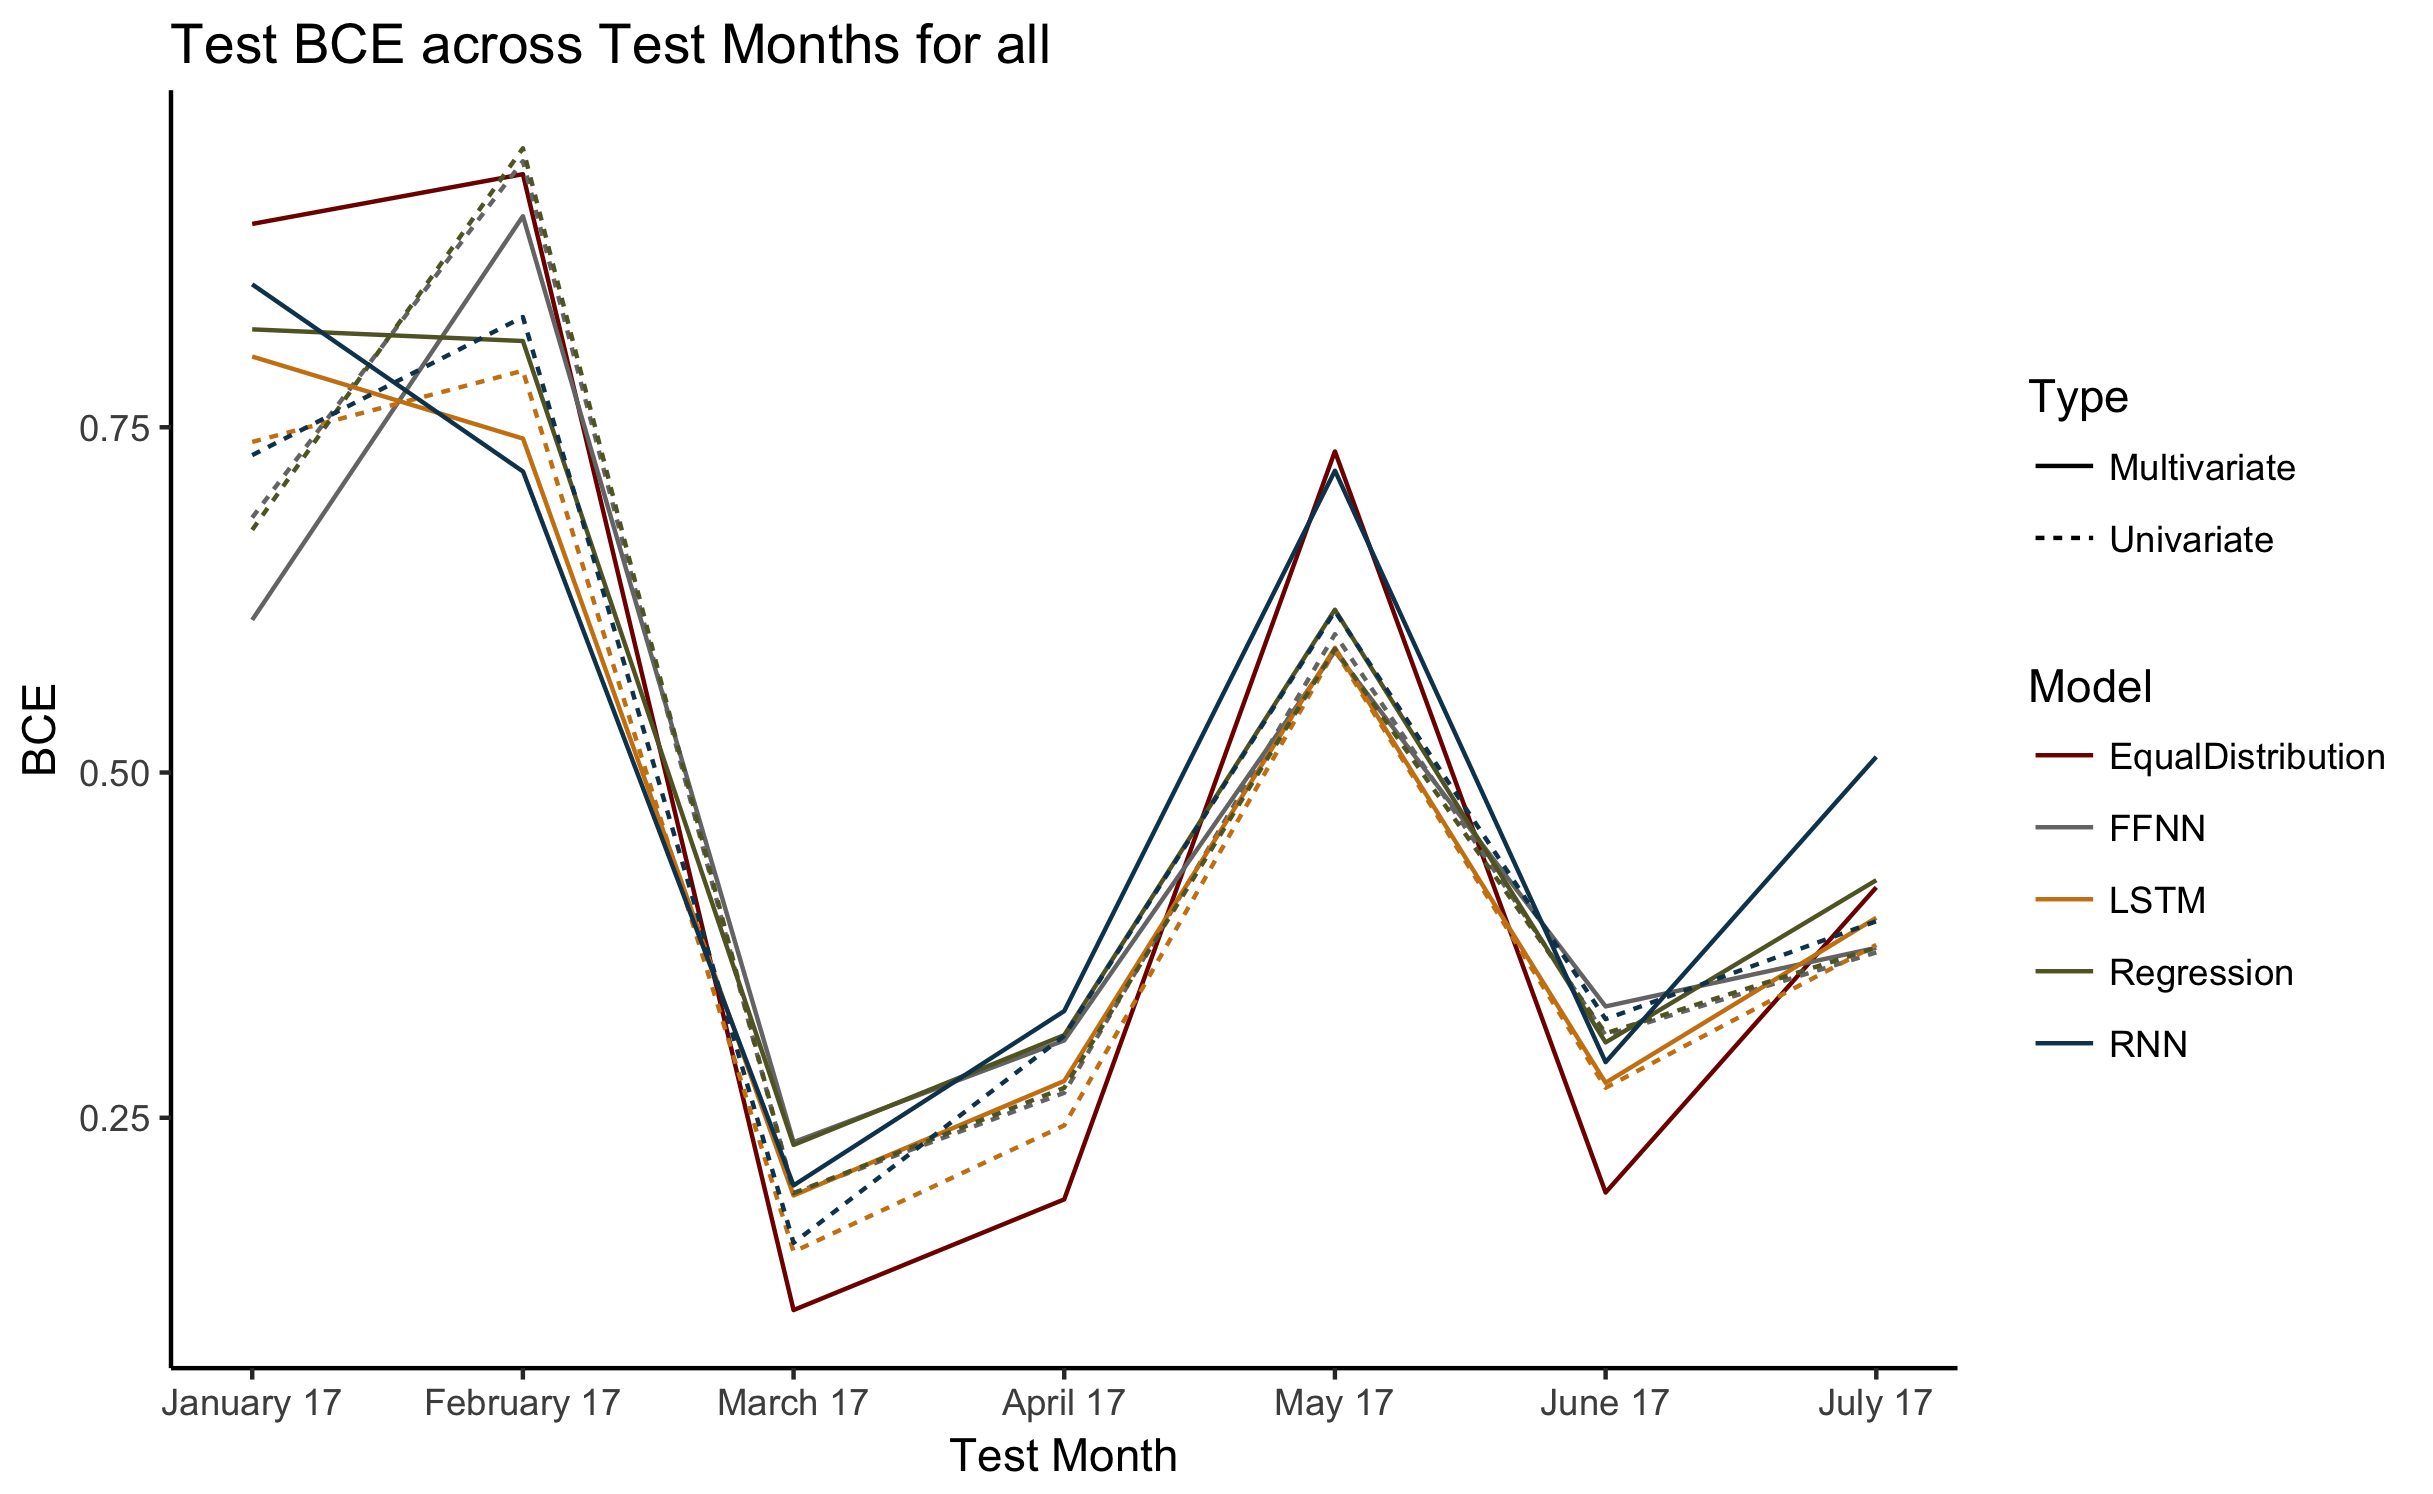 Test BCE across Test Months for all
BCE
0.75
0.50
0.25
January 17
February 17
March 17
April 17
May 17
June 17
July 17
Test Month
Type
Multivariate
Univariate
Model
EqualDistribution
FFNN
LSTM
Regression
RNN